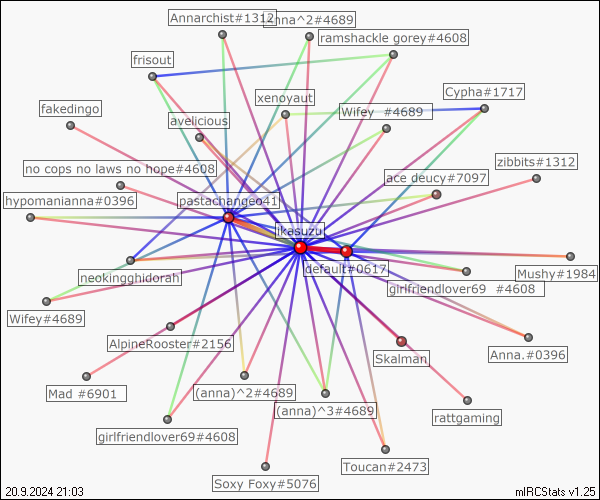 Annarchist#1312
anna^2#4689
ramshackle gorey#4608
frisout
Cypha#1717
xenoyaut
fakedingo
Wifey #4689
avelicious
zibbits#1312
no cops no laws no hope#4608
ace deucy#7097
hypomanianna#0396
pastachangeo41
ikasuzu
default#0617
neokingghidorah
Mushy#1984
girlfriendlover69 #4608
Wifey#4689
AlpineRooster#2156
Anna.#0396
Skalman
Mad #6901
(anna)^2#4689
(anna)^3#4689
rattgaming
girlfriendlover69#4608
Toucan#2473
Soxy Foxy#5076
20.9.2024 21:03
mIRCStats v1.25